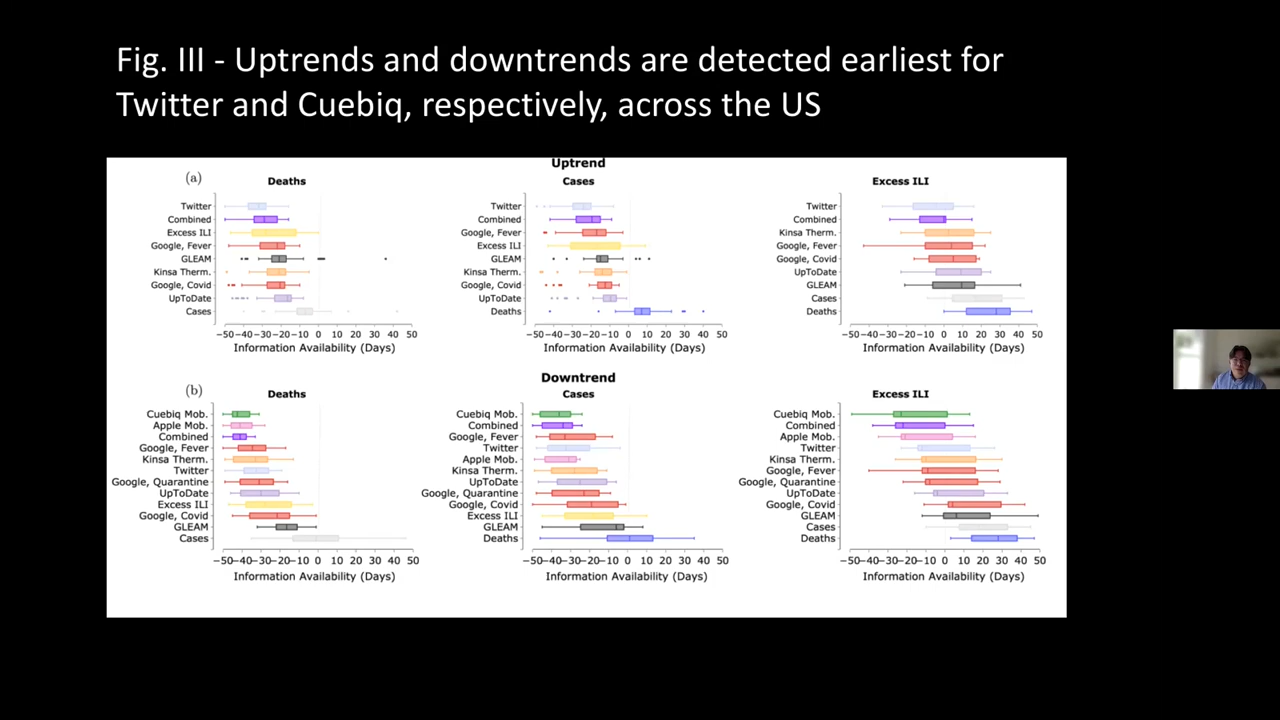 Fig. III - Uptrends and downtrends are detected earliest for
Twitter and Cuebiq, respectively, across the US
Uptrend
(a)
Deaths
Twitter
Combined
Excess ILI
Google, Fever
GLEAM
Kinsa Therm.
Google, Covid
UpToDate
Cases
−50−40−30−20−10 0 10 20 30 40 50
Information Availability (Days)
Cases
Twitter
Combined
Google, Fever
Excess ILI
GLEAM
Kinsa Therm.
Google, Covid
UpToDate
Deaths
−50−40−30−20−10 0 10 20 30 40 50
Information Availability (Days)
Excess ILI
Twitter
Combined
Kinsa Therm.
Google, Fever
Google, Covid
UpToDate
GLEAM
Cases
Deaths
−50−40−30−20−10 0 10 20 30 40 50
Information Availability (Days)
Downtrend
(b)
Deaths
Cuebiq Mob.
Apple Mob.
Combined
Google, Fever
Kinsa Therm.
Twitter
Google, Quarantine
UpToDate
Excess ILI
Google, Covid
GLEAM
Cases
−50−40−30−20−10 0 10 20 30 40 50
Information Availability (Days)
Cases
Cuebiq Mob.
Combined
Google, Fever
Twitter
Apple Mob.
Kinsa Therm.
UpToDate
Google, Quarantine
Google, Covid
Excess ILI
GLEAM
Deaths
−50−40−30−20−10 0 10 20 30 40 50
Information Availability (Days)
Excess ILI
Cuebiq Mob.
Combined
Apple Mob.
Twitter
Kinsa Therm.
Google, Fever
Google, Quarantine
UpToDate
Google, Covid
GLEAM
Cases
Deaths
−50−40−30−20−10 0 10 20 30 40 50
Information Availability (Days)